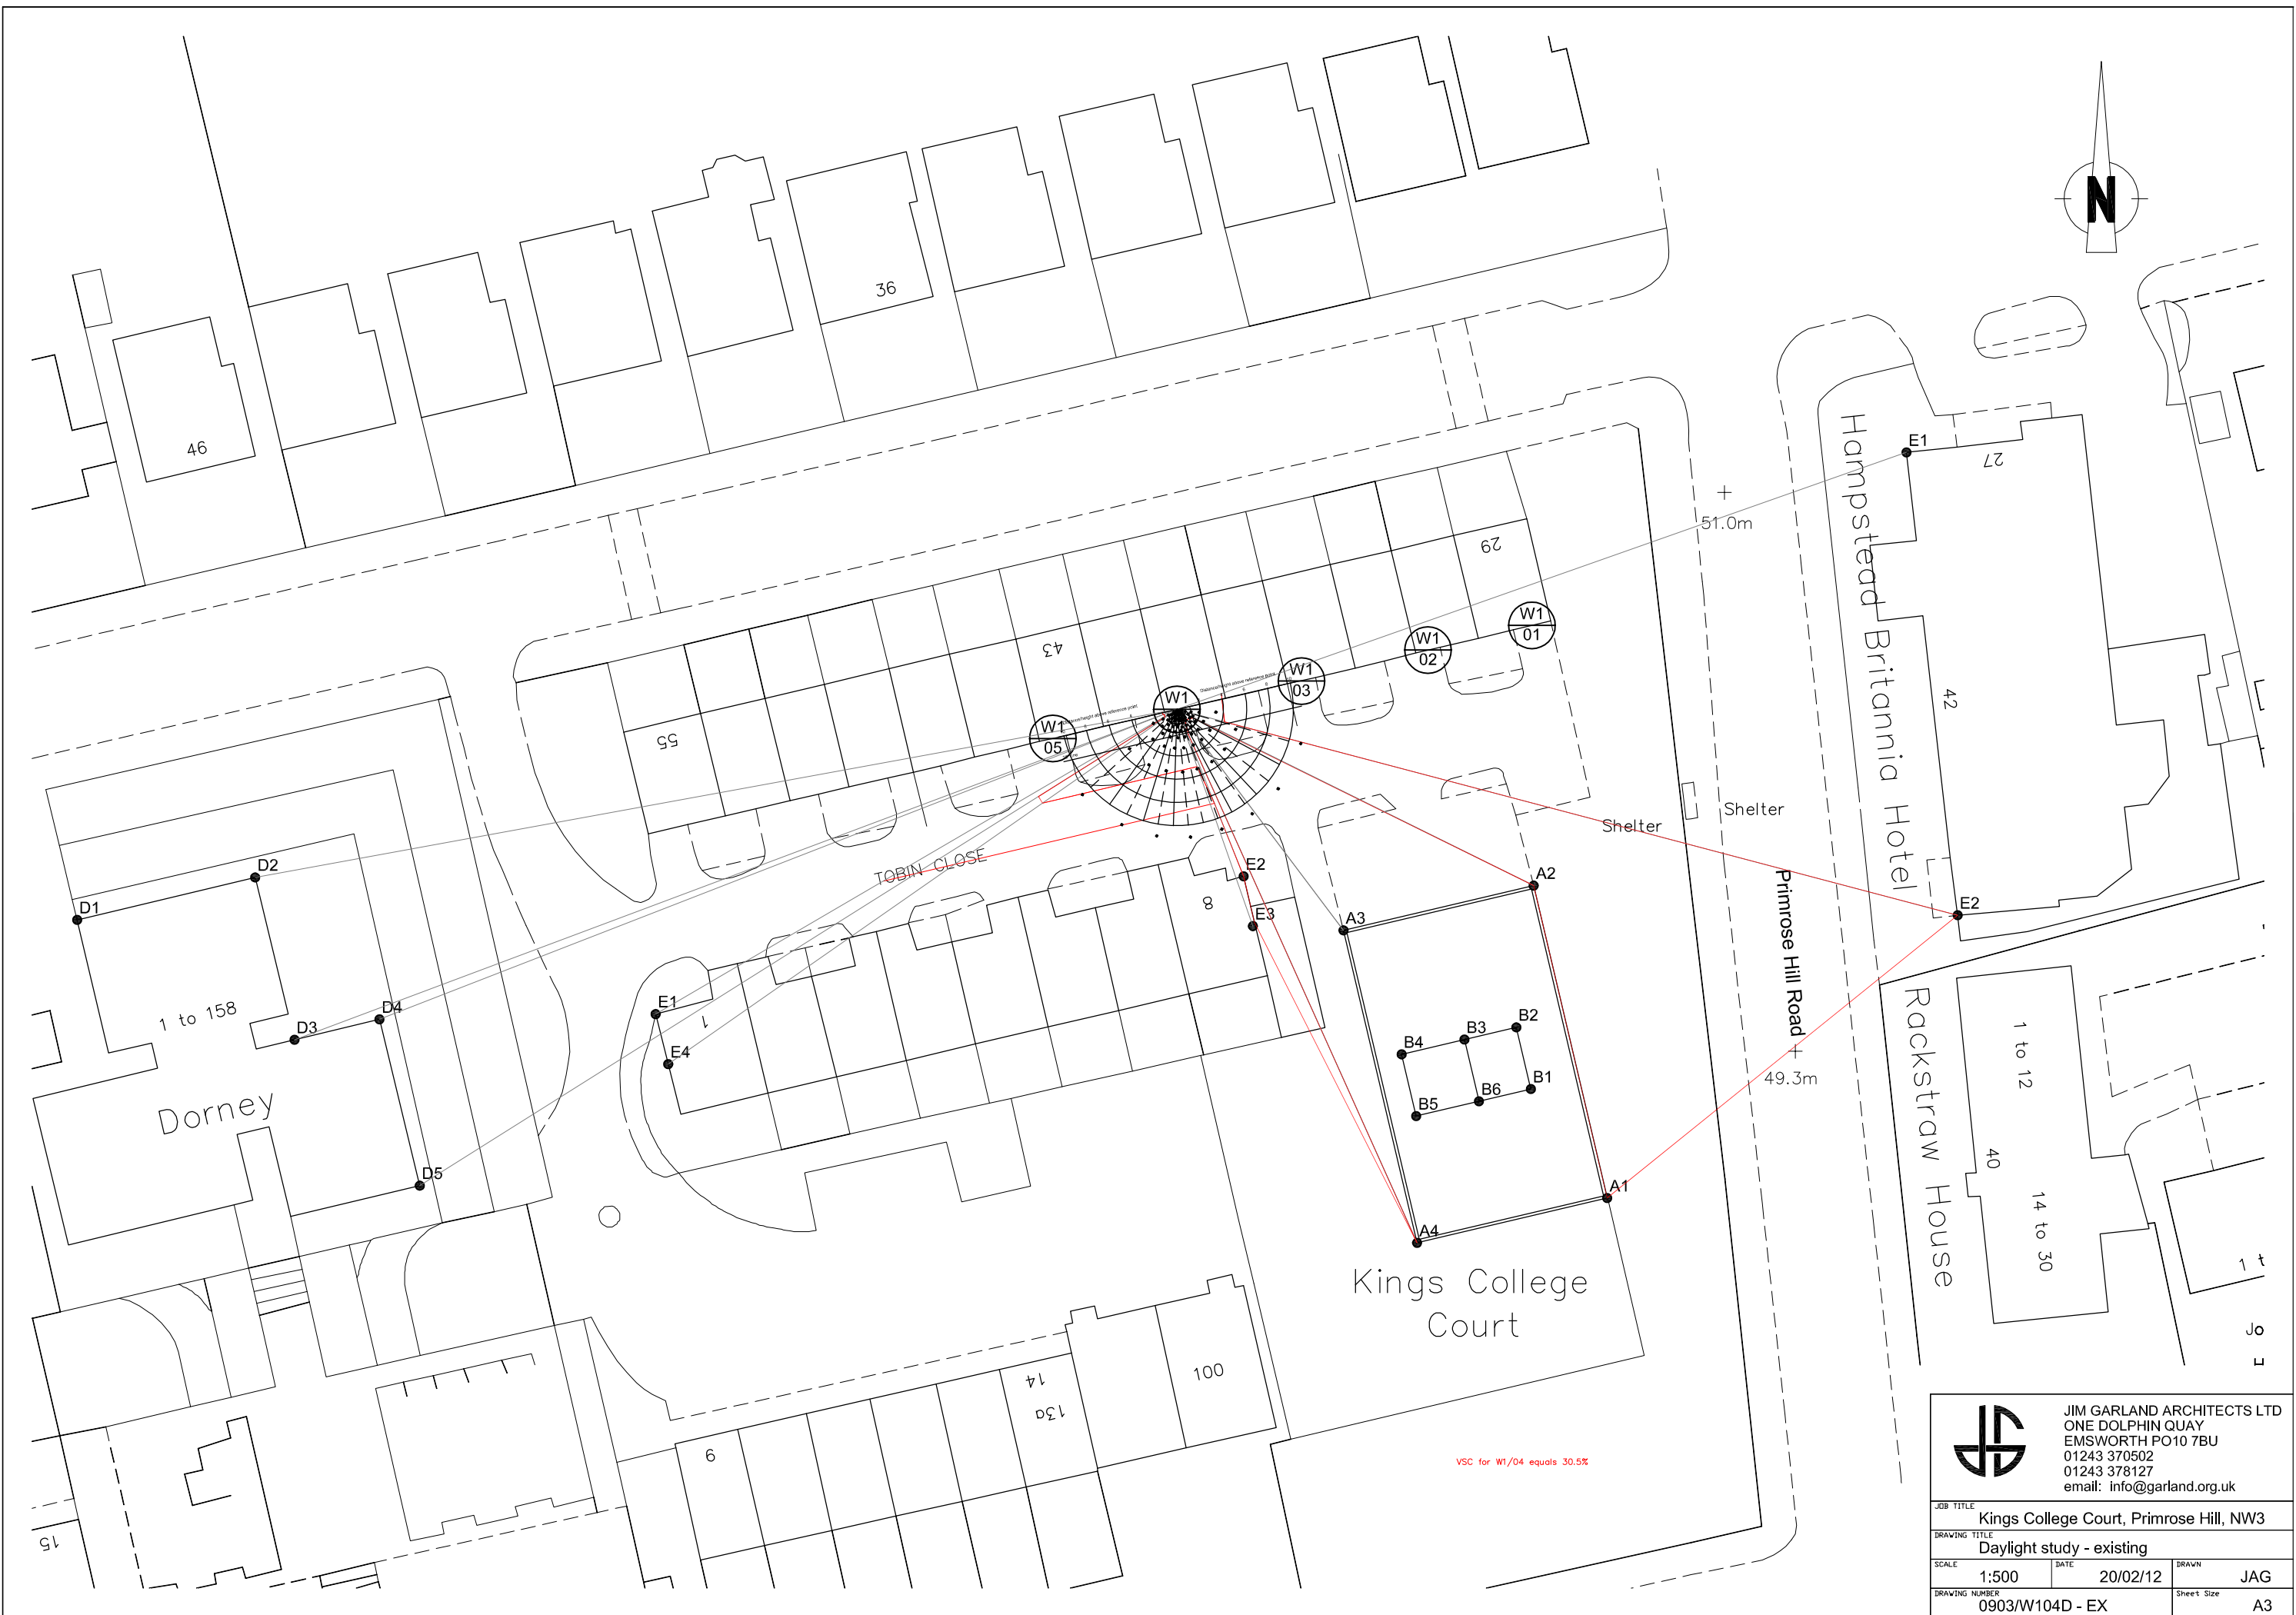 36
46
N
E1
27
51.0m
29
Hampstead Britannia Hotel
W1
01
W1
02
W1
03
43
W1
W1
05
55
42
Shelter
Shelter
TOBIN CLOSE
D2
D1
E2
A2
8
E3
A3
E2
Primrose Hill Road
1 to 158
D3
D4
E1
1
E4
B2
B3
B4
B1
B6
B5
49.3m
Rackstraw House
1 to 12
40
14 to 30
Dorney
D5
A1
A4
Kings College
Court
1 t
Jo
14
13a
100
9
15
VSC for W1/04 equals 30.5%
JIM GARLAND ARCHITECTS LTD
ONE DOLPHIN QUAY
EMSWORTH PO10 7BU
01243 370502
01243 378127
email: info@garland.org.uk
JOB TITLE
Kings College Court, Primrose Hill, NW3
DRAWING TITLE
Daylight study - existing
SCALE
1:500
DATE
20/02/12
DRAWN
JAG
DRAWING NUMBER
0903/W104D - EX
Sheet Size
A3